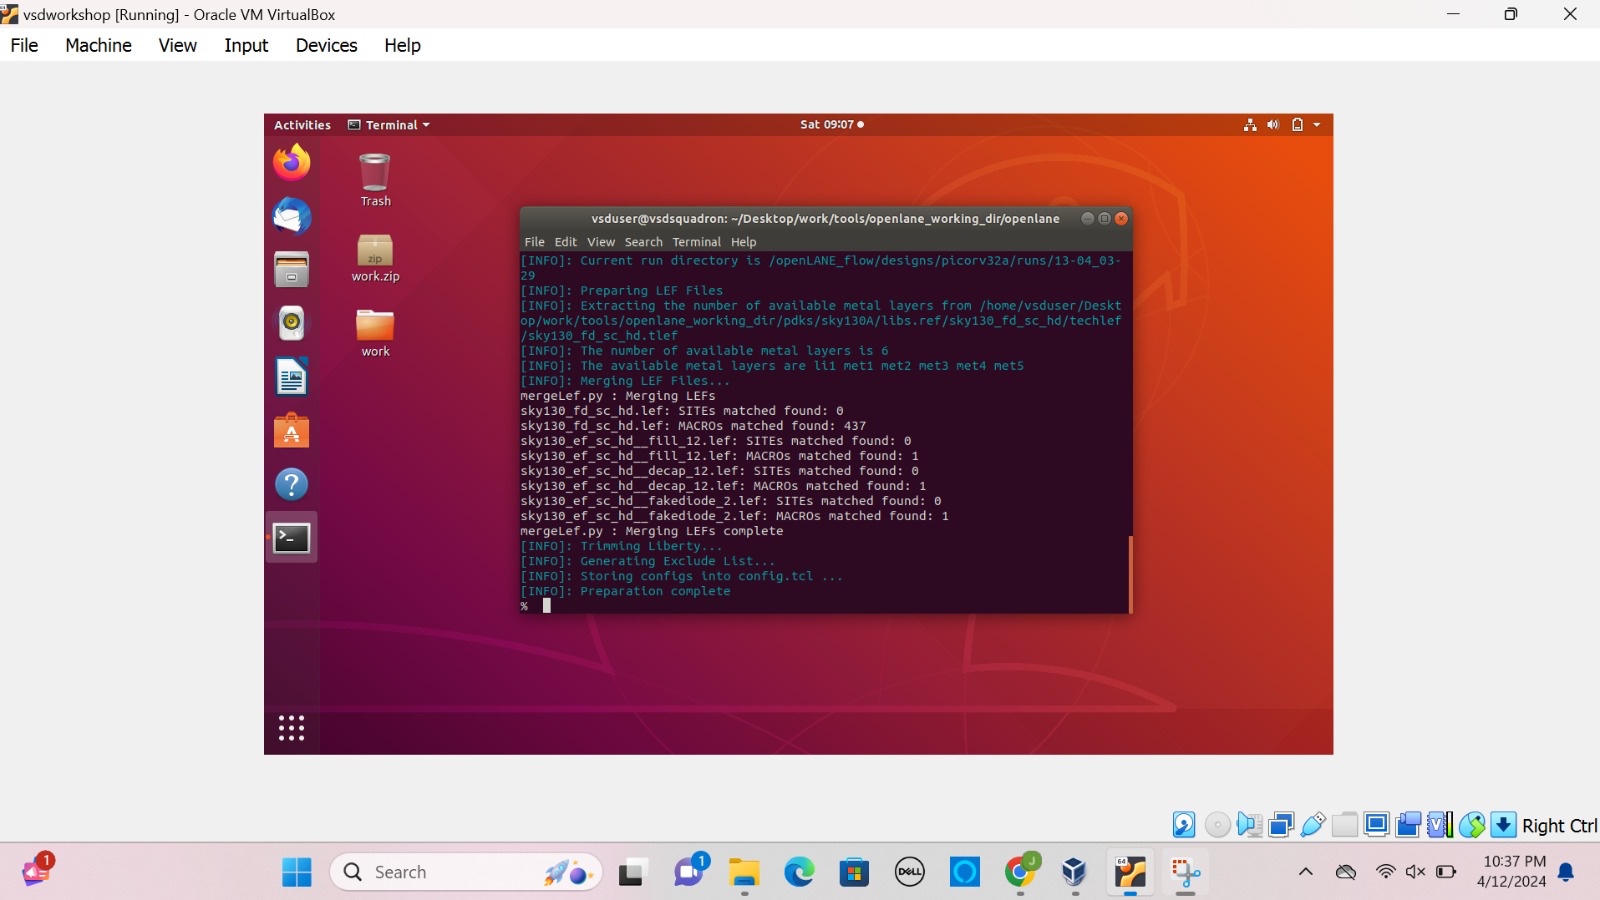 vsdworkshop [Running] - Oracle VM VirtualBox
File Machine View Input Devices Help
Activities Terminal Sat 09:07
Trash
zip
work.zip
work
vsduser@vsdsquadron: ~/Desktop/work/tools/openlane_working_dir/openlane
File Edit View Search Terminal Help
[INFO]: Current run directory is /openLANE_flow/designs/picorv32a/runs/13-04_03-
29
[INFO]: Preparing LEF Files
[INFO]: Extracting the number of available metal layers from /home/vsduser/Deskt
op/work/tools/openlane_working_dir/pdks/sky130A/libs.ref/sky130_fd_sc_hd/techlef
/sky130_fd_sc_hd.tlef
[INFO]: The number of available metal layers is 6
[INFO]: The available metal layers are li1 met1 met2 met3 met4 met5
[INFO]: Merging LEF Files...
mergeLef.py : Merging LEFs
sky130_fd_sc_hd.lef: SITEs matched found: 0
sky130_fd_sc_hd.lef: MACROs matched found: 437
sky130_ef_sc_hd__fill_12.lef: SITEs matched found: 0
sky130_ef_sc_hd__fill_12.lef: MACROs matched found: 1
sky130_ef_sc_hd__decap_12.lef: SITEs matched found: 0
sky130_ef_sc_hd__decap_12.lef: MACROs matched found: 1
sky130_ef_sc_hd__fakediode_2.lef: SITEs matched found: 0
sky130_ef_sc_hd__fakediode_2.lef: MACROs matched found: 1
mergeLef.py : Merging LEFs complete
[INFO]: Trimming Liberty...
[INFO]: Generating Exclude List...
[INFO]: Storing configs into config.tcl ...
[INFO]: Preparation complete
%
Right Ctrl
1
Search
1
DELL
J
64
10:37 PM
4/12/2024